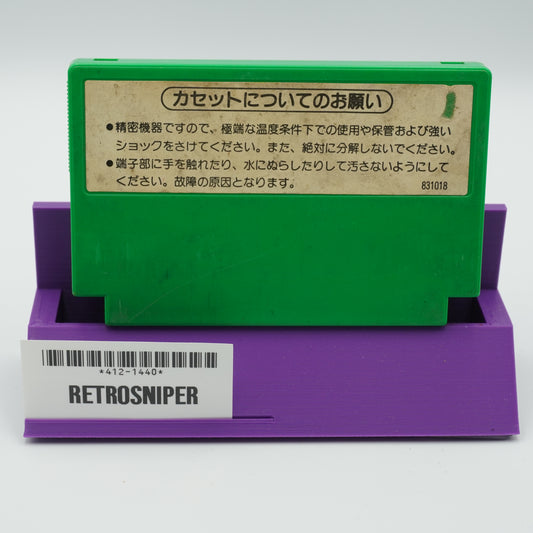 カセットについてのお願い
●精密機器ですので、極端な温度条件下での使用や保管および強い
ショックをさけてください。また、絶対に分解しないでください。
●端子部に手を触れたり、水にぬらしたりして汚さないようにして
ください。故障の原因となります。
831018
*412-1440*
RETROSNIPER